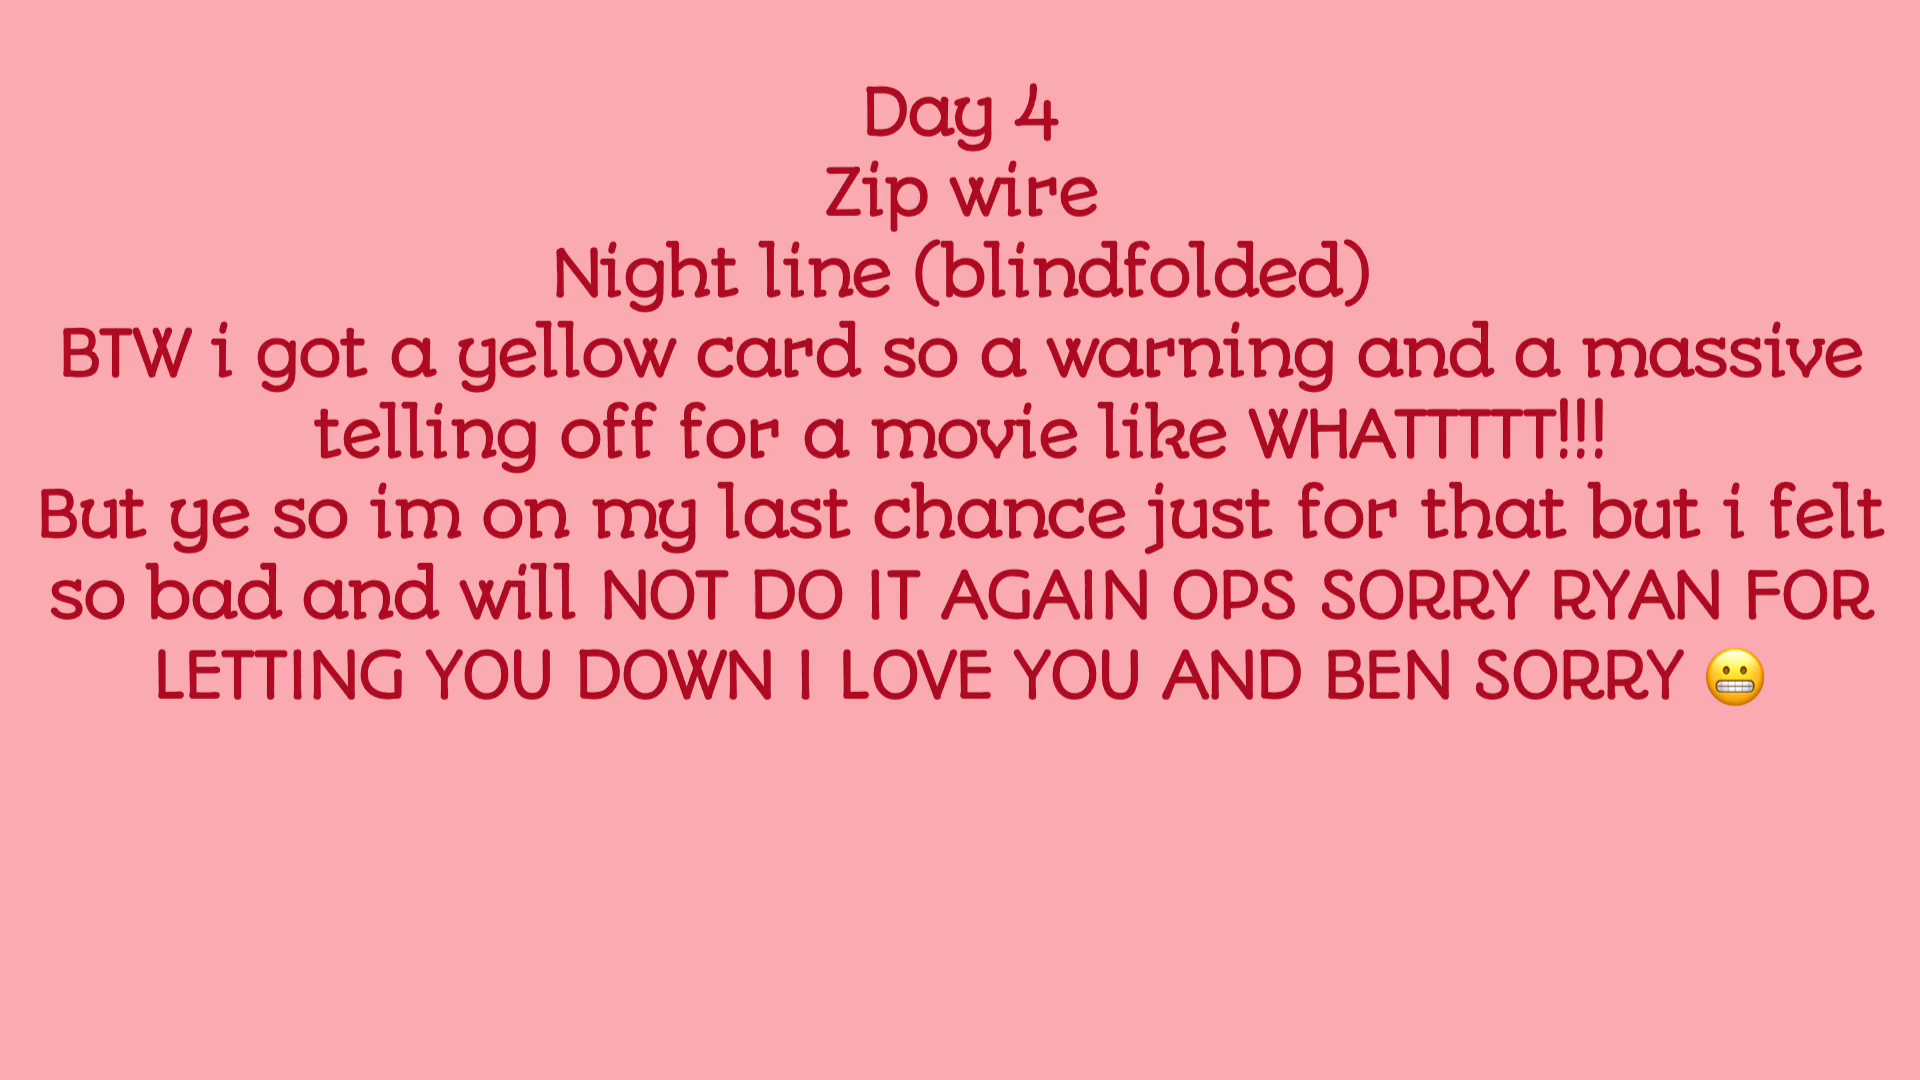 Day 4
Zip wire
Night line (blindfolded)
BTW i got a yellow card so a warning and a massive
telling off for a movie like WHATTTTT!!!
But ye so im on my last chance just for that but i felt
so bad and will NOT DO IT AGAIN OPS SORRY RYAN FOR
LETTING YOU DOWN I LOVE YOU AND BEN SORRY 😬